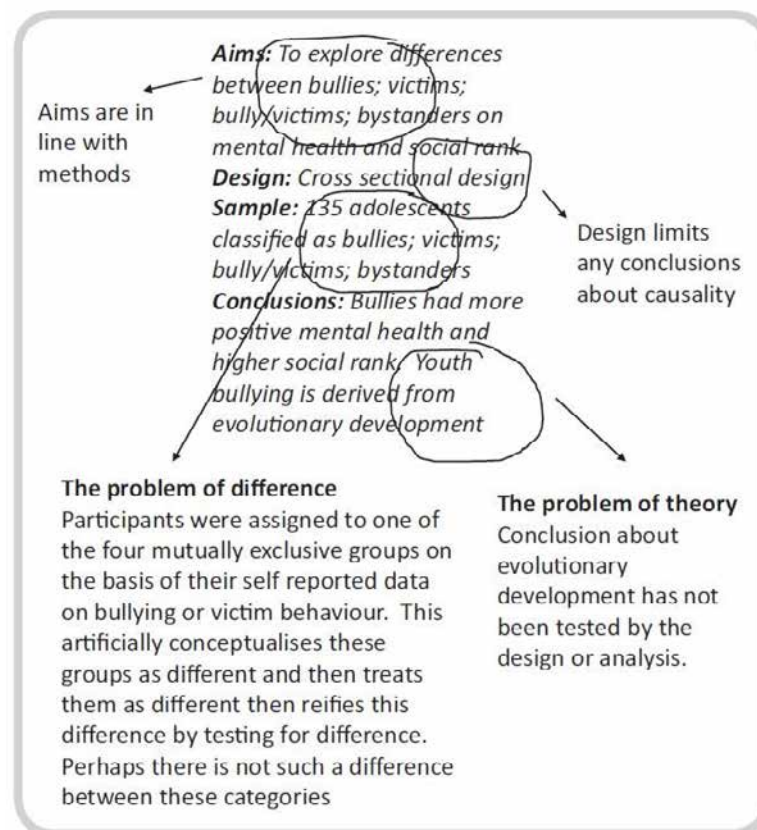 Aims: To explore differences
between bullies; victims;
bully/victims; bystanders on
mental health and social rank
Design: Cross sectional design
Sample: 135 adolescents
classified as bullies; victims;
bully/victims; bystanders
Conclusions: Bullies had more
positive mental health and
higher social rank. Youth
bullying is derived from
evolutionary development
Aims are in
line with
methods
Design limits
any conclusions
about causality
The problem of difference
Participants were assigned to one of
the four mutually exclusive groups on
the basis of their self reported data
on bullying or victim behaviour. This
artificially conceptualises these
groups as different and then treats
them as different then reifies this
difference by testing for difference.
Perhaps there is not such a difference
between these categories
The problem of theory
Conclusion about
evolutionary
development has not
been tested by the
design or analysis.